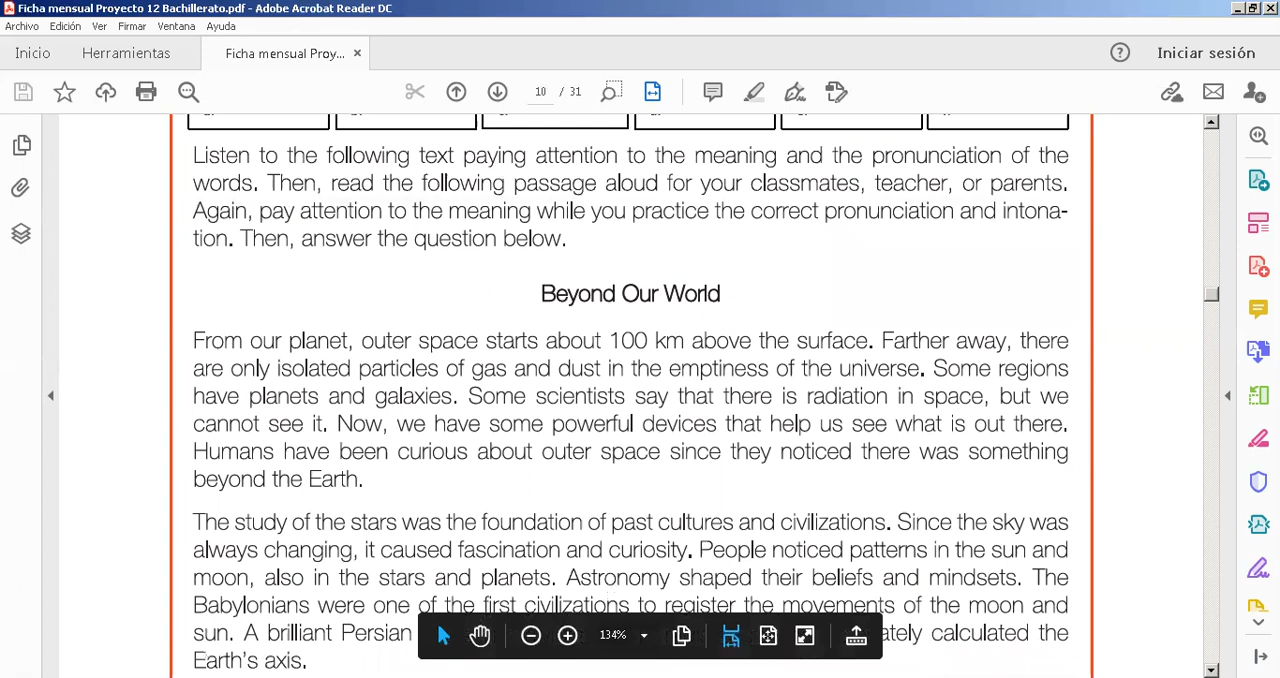 Ficha mensual Proyecto 12 Bachillerato.pdf - Adobe Acrobat Reader DC
Archivo Edición Ver Firmar Ventana Ayuda
Inicio Herramientas Ficha mensual Proy... × Iniciar sesión
10 / 31
Listen to the following text paying attention to the meaning and the pronunciation of the
words. Then, read the following passage aloud for your classmates, teacher, or parents.
Again, pay attention to the meaning while you practice the correct pronunciation and intona-
tion. Then, answer the question below.
Beyond Our World
From our planet, outer space starts about 100 km above the surface. Farther away, there
are only isolated particles of gas and dust in the emptiness of the universe. Some regions
have planets and galaxies. Some scientists say that there is radiation in space, but we
cannot see it. Now, we have some powerful devices that help us see what is out there.
Humans have been curious about outer space since they noticed there was something
beyond the Earth.
The study of the stars was the foundation of past cultures and civilizations. Since the sky was
always changing, it caused fascination and curiosity. People noticed patterns in the sun and
moon, also in the stars and planets. Astronomy shaped their beliefs and mindsets. The
Babylonians were one of the first civilizations to register the movements of the moon and
sun. A brilliant Persian ately calculated the
Earth's axis.
134%